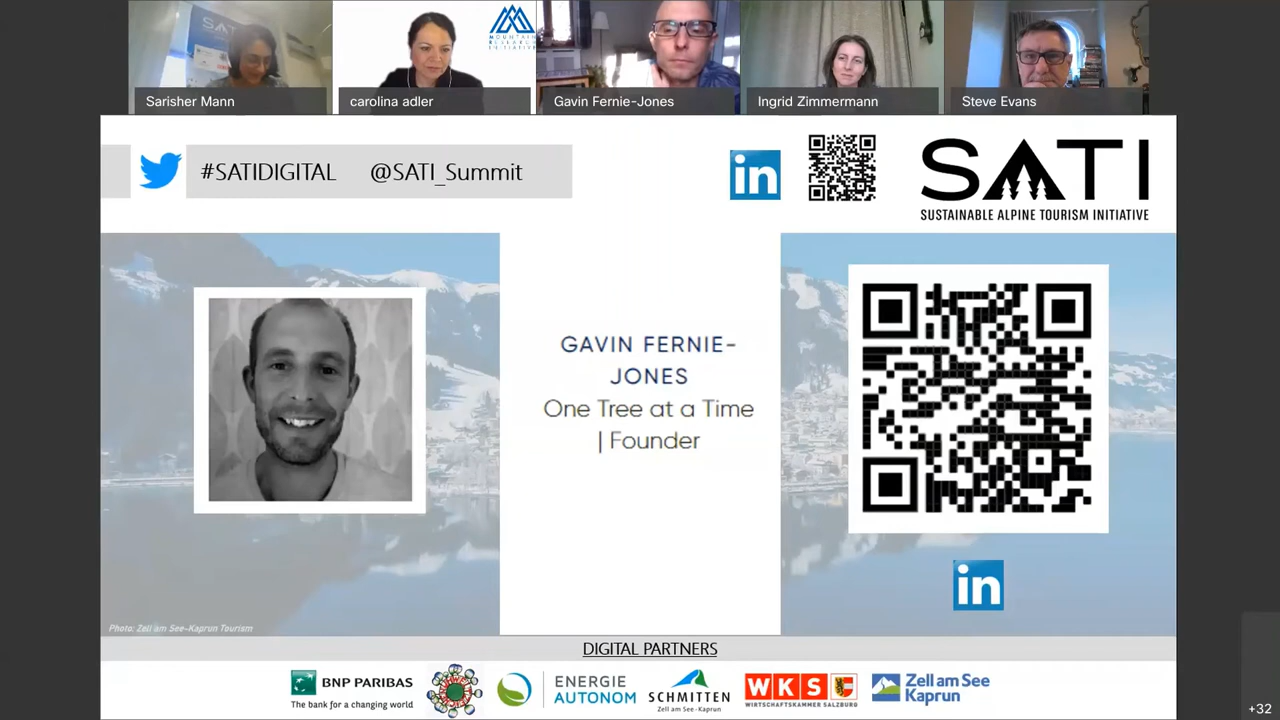 MOUNTAIN
RESEARCH
INITIATIVE
Sarisher Mann
carolina adler
Gavin Fernie-Jones
Ingrid Zimmermann
Steve Evans
#SATIDIGITAL @SATI_Summit
in
SATI
SUSTAINABLE ALPINE TOURISM INITIATIVE
GAVIN FERNIE-
JONES
One Tree at a Time
| Founder
in
Photo: Zell am See-Kaprun Tourism
DIGITAL PARTNERS
BNP PARIBAS
The bank for a changing world
ENERGIE
AUTONOM
SCHMITTEN
Zell am See - Kaprun
WKS
WIRTSCHAFTSKAMMER SALZBURG
Zell am See
Kaprun
+32